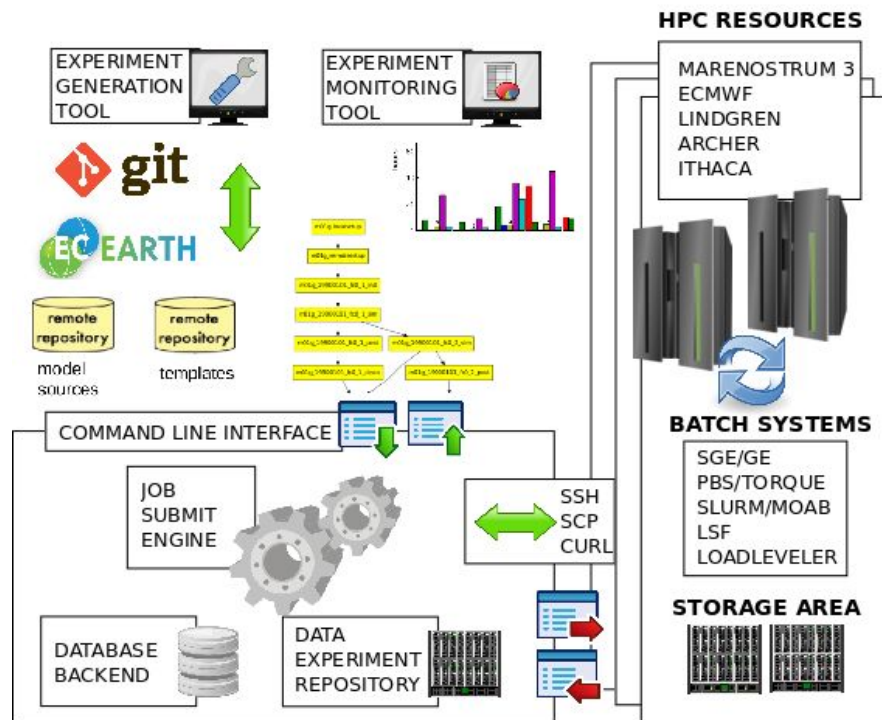 HPC RESOURCES
EXPERIMENT
GENERATION
TOOL
EXPERIMENT
MONITORING
TOOL
MARENOSTRUM 3
ECMWF
LINDGREN
ARCHER
ITHACA
git
EC EARTH
remote
repository
model
sources
remote
repository
templates
COMMAND LINE INTERFACE
BATCH SYSTEMS
SGE/GE
PBS/TORQUE
SLURM/MOAB
LSF
LOADLEVELER
JOB
SUBMIT
ENGINE
SSH
SCP
CURL
STORAGE AREA
DATABASE
BACKEND
DATA
EXPERIMENT
REPOSITORY